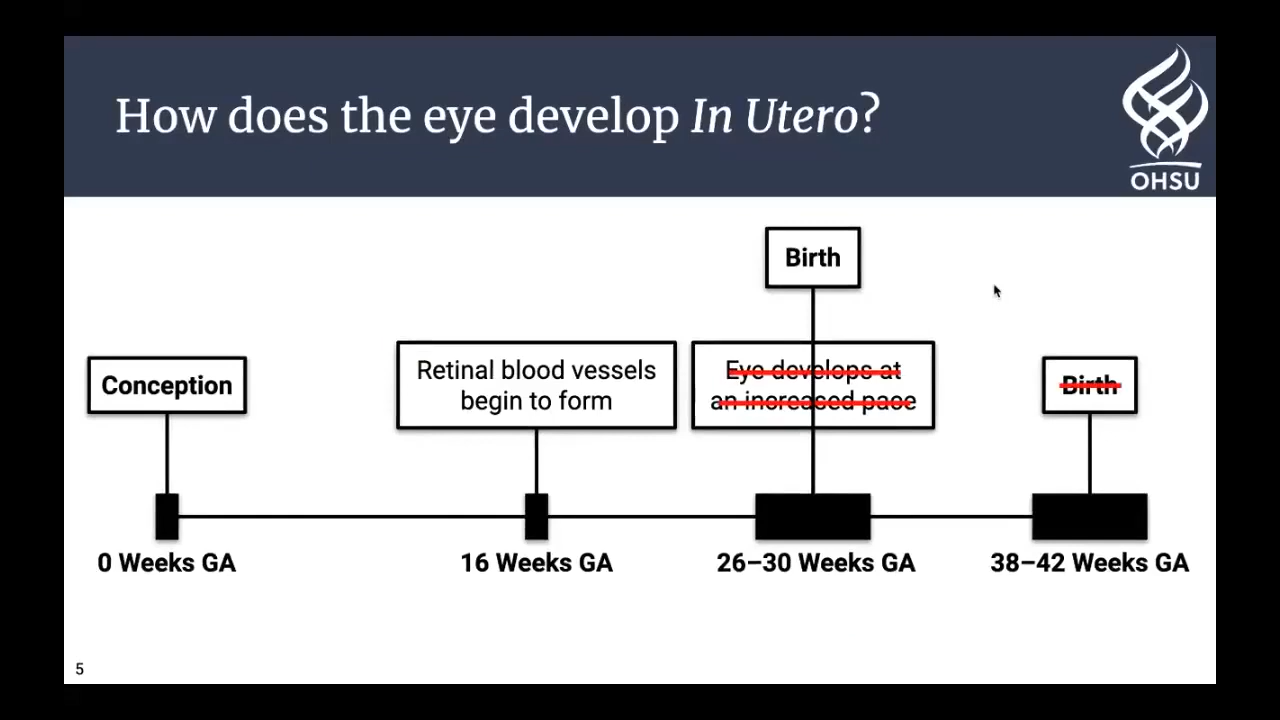 How does the eye develop In Utero?
OHSU
Birth
Conception
Retinal blood vessels
begin to form
Eye develops at
an increased pace
Birth
0 Weeks GA
16 Weeks GA
26–30 Weeks GA
38–42 Weeks GA
5